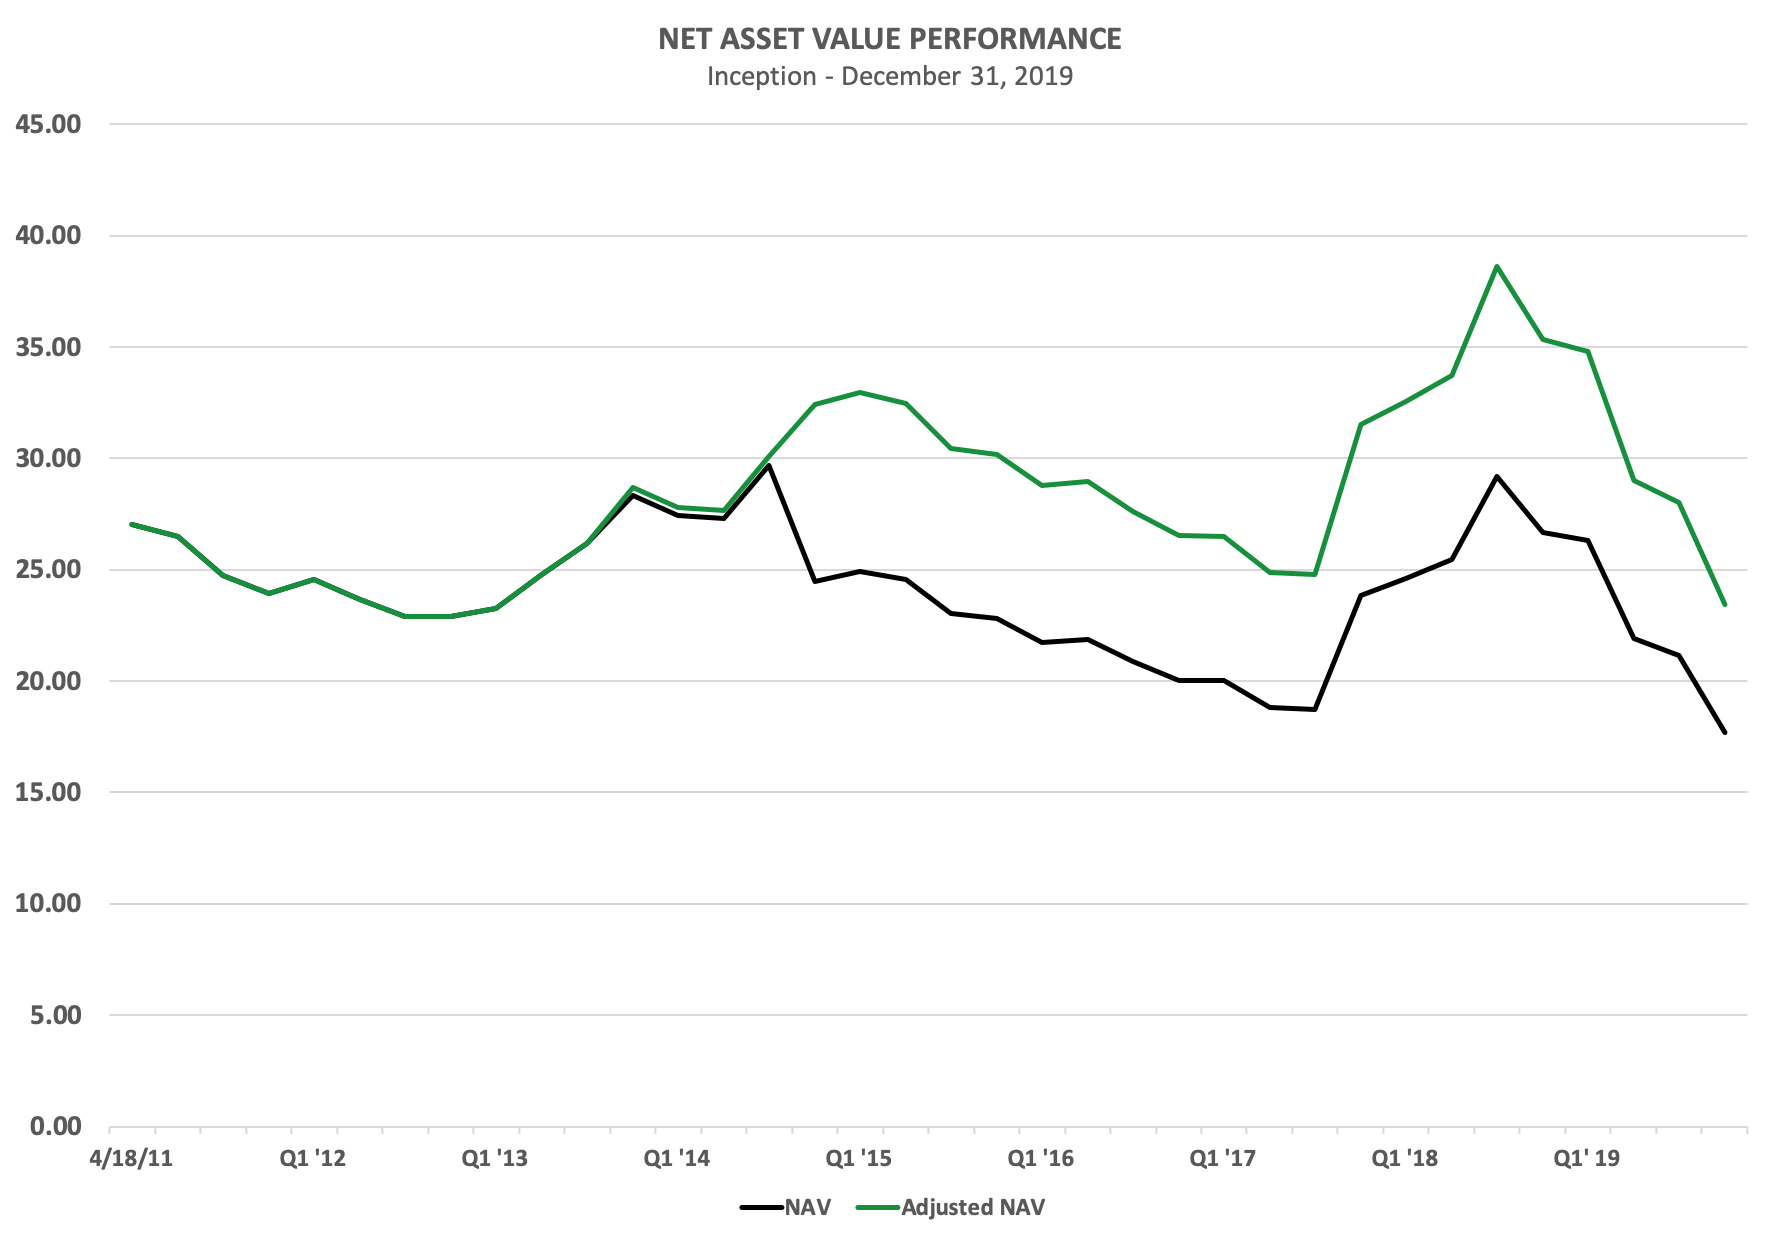 NET ASSET VALUE PERFORMANCE
Inception - December 31, 2019
45.00
40.00
35.00
30.00
25.00
20.00
15.00
10.00
5.00
0.00
4/18/11 Q1 '12 Q1 '13 Q1 '14 Q1 '15 Q1 '16 Q1 '17 Q1 '18 Q1' 19
NAV Adjusted NAV